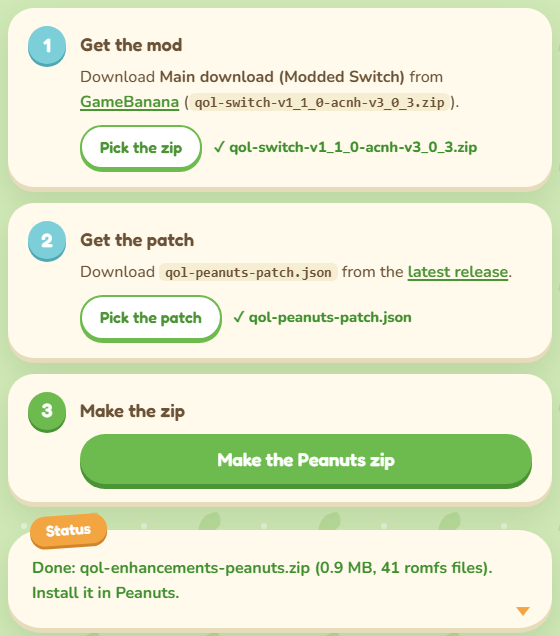 1 Get the mod
Download Main download (Modded Switch) from
GameBanana ( qol-switch-v1_1_0-acnh-v3_0_3.zip ).
Pick the zip ✓ qol-switch-v1_1_0-acnh-v3_0_3.zip
2 Get the patch
Download qol-peanuts-patch.json from the latest release.
Pick the patch ✓ qol-peanuts-patch.json
3 Make the zip
Make the Peanuts zip
Status
Done: qol-enhancements-peanuts.zip (0.9 MB, 41 romfs files).
Install it in Peanuts.